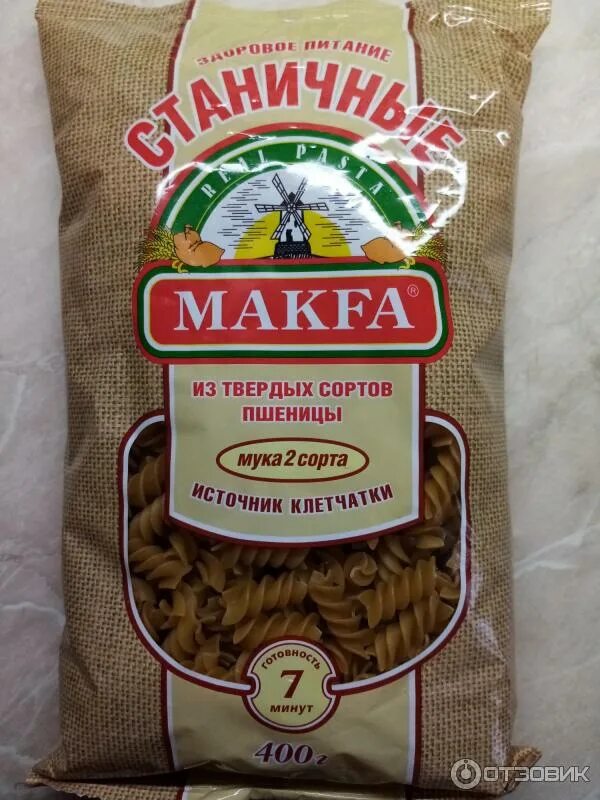 ЗДОРОВОЕ ПИТАНИЕ
СТАНИЧНЫЕ
REAL PASTA
MAKFA®
ИЗ ТВЕРДЫХ СОРТОВ
ПШЕНИЦЫ
мука 2 сорта
ИСТОЧНИК КЛЕТЧАТКИ
ГОТОВНОСТЬ
7
МИНУТ
400г
ОТЗОВИК